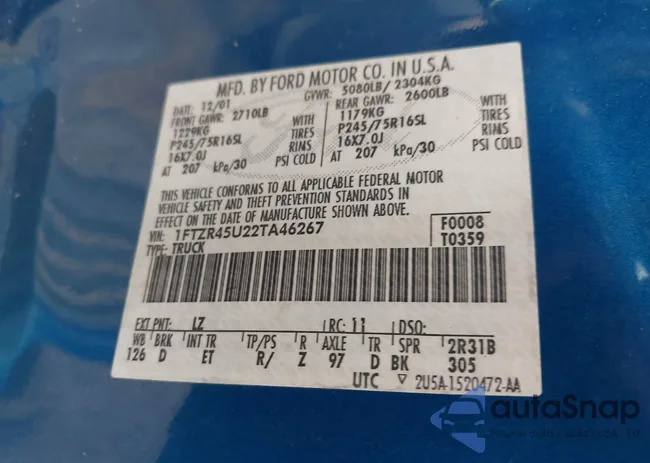 MFD. BY FORD MOTOR CO. IN U.S.A.
DATE: 12/01 GVWR: 5080LB/ 2304KG
FRONT GAWR: 2710LB REAR GAWR: 2600LB
1229KG WITH 1179KG WITH
P245/75R16SL TIRES P245/75R16SL TIRES
16X7.0J RIMS 16X7.0J RIMS
AT 207 kPa/30 PSI COLD AT 207 kPa/30 PSI COLD
THIS VEHICLE CONFORMS TO ALL APPLICABLE FEDERAL MOTOR
VEHICLE SAFETY AND THEFT PREVENTION STANDARDS IN
EFFECT ON THE DATE OF MANUFACTURE SHOWN ABOVE.
VIN: 1FTZR45U22TA46267 F0008
TYPE: TRUCK T0359
EXT PNT: LZ RC: 11 DSO:
WB BRK INT TR TP/PS R AXLE TR SPR 2R31B
126 D ET R/ Z 97 D BK 305
UTC ▽ 2U5A-1520472-AA
autoSnap